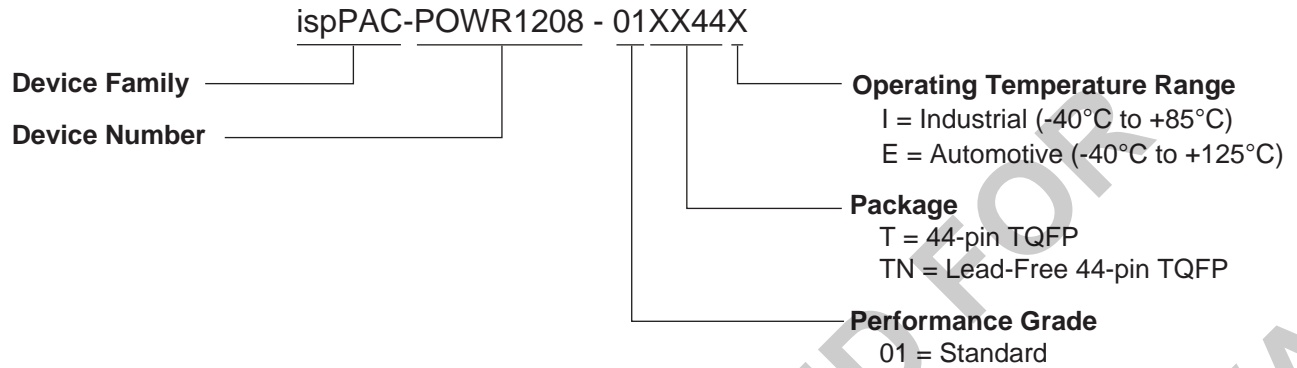 ispPAC-POWR1208 - 01XX44X
Device Family
Device Number
Operating Temperature Range
I = Industrial (-40°C to +85°C)
E = Automotive (-40°C to +125°C)
Package
T = 44-pin TQFP
TN = Lead-Free 44-pin TQFP
Performance Grade
01 = Standard
FOR